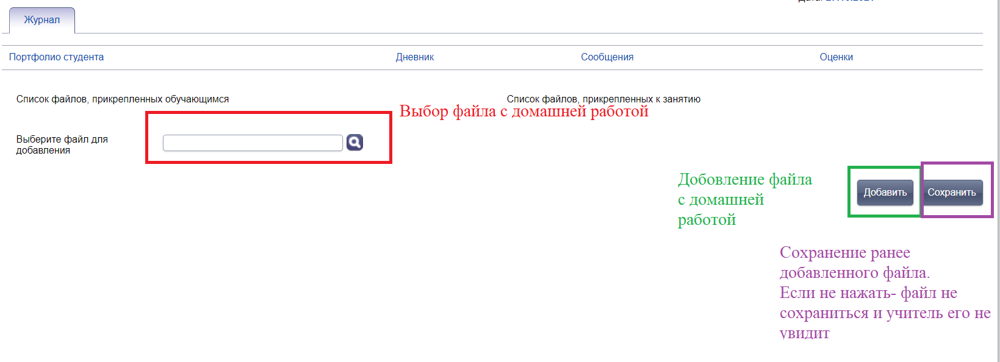 Журнал
Портфолио студента
Дневник
Сообщения
Оценки
Список файлов, прикрепленных обучающимся
Список файлов, прикрепленных к занятию
Выбор файла с домашней работой
Выберите файл для
добавления
Добовление файла
с домашней
работой
Добавить
Сохранить
Сохранение ранее
добавленного файла.
Если не нажать- файл не
сохраниться и учитель его не
увидит